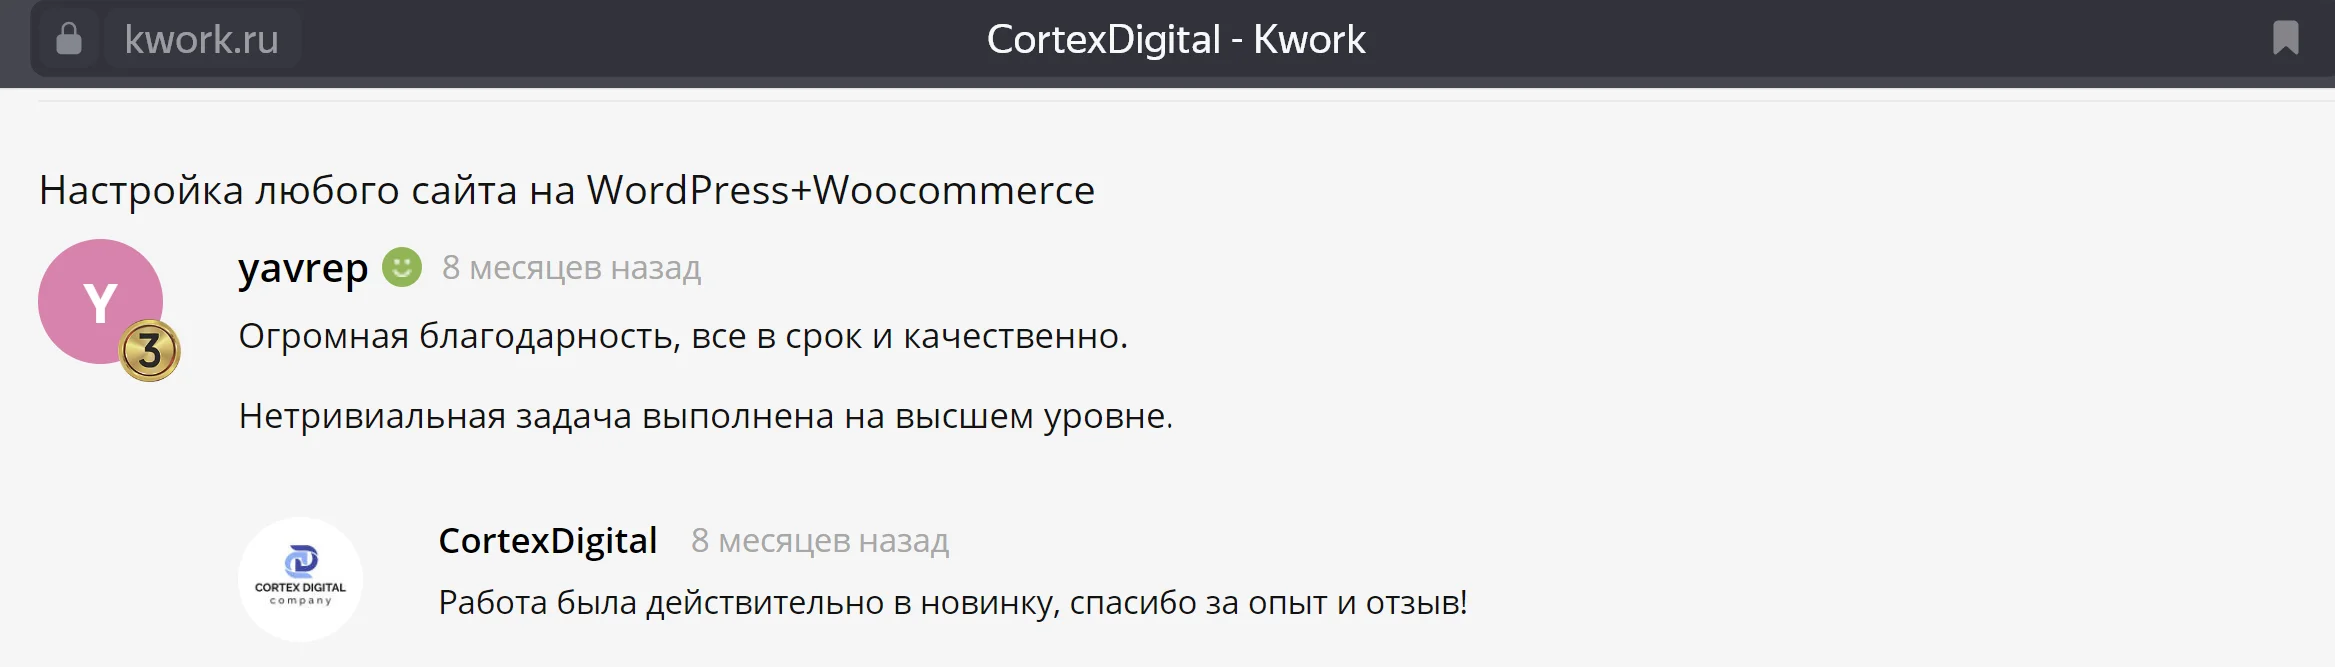 kwork.ru
CortexDigital - Kwork
Настройка любого сайта на WordPress+Woocommerce
Y
3
yavrep 8 месяцев назад
Огромная благодарность, все в срок и качественно.
Нетривиальная задача выполнена на высшем уровне.
CORTEX DIGITAL
company
CortexDigital 8 месяцев назад
Работа была действительно в новинку, спасибо за опыт и отзыв!